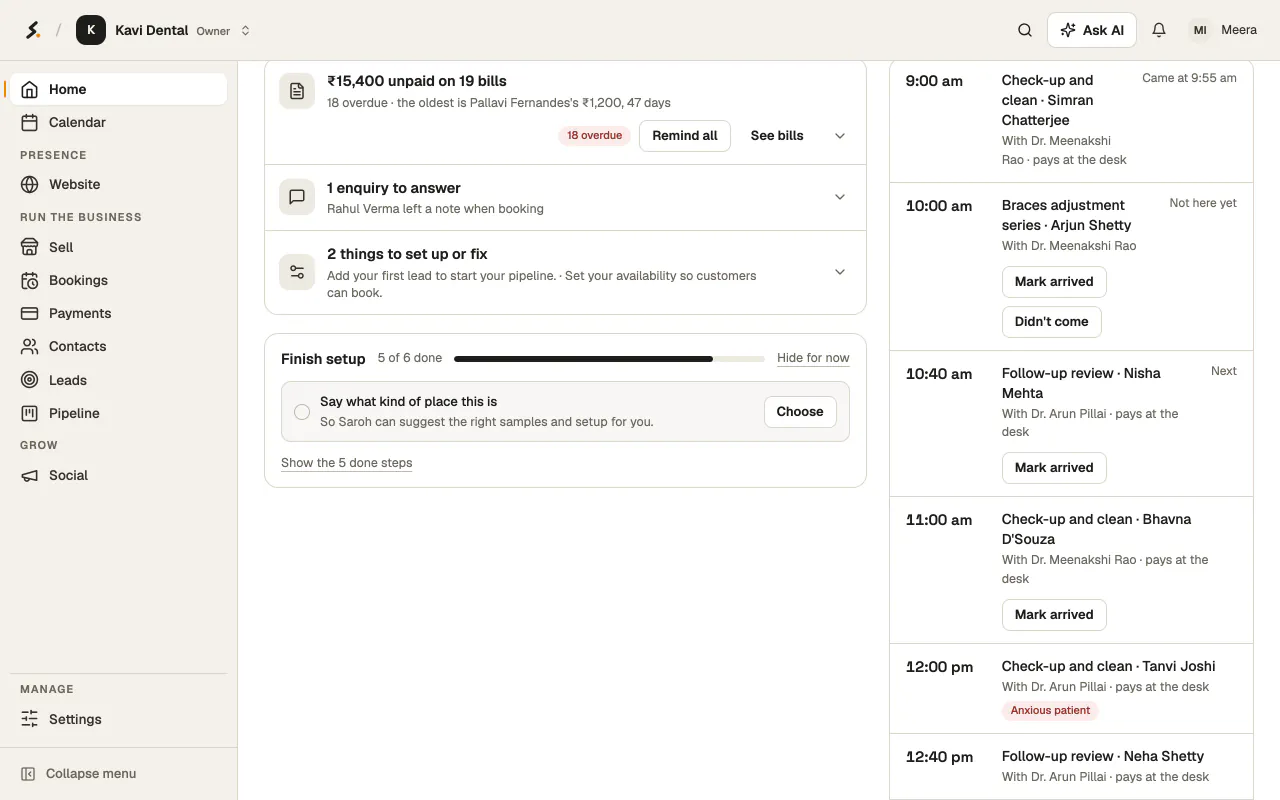 K
Kavi Dental Owner
Ask AI
MI
Meera
Home
Calendar
PRESENCE
Website
RUN THE BUSINESS
Sell
Bookings
Payments
Contacts
Leads
Pipeline
GROW
Social
MANAGE
Settings
Collapse menu
₹15,400 unpaid on 19 bills
18 overdue · the oldest is Pallavi Fernandes's ₹1,200, 47 days
18 overdue
Remind all
See bills
1 enquiry to answer
Rahul Verma left a note when booking
2 things to set up or fix
Add your first lead to start your pipeline. · Set your availability so customers
can book.
Finish setup
5 of 6 done
Hide for now
Say what kind of place this is
So Saroh can suggest the right samples and setup for you.
Choose
Show the 5 done steps
9:00 am
Check-up and
clean · Simran
Chatterjee
Came at 9:55 am
With Dr. Meenakshi
Rao · pays at the desk
10:00 am
Braces adjustment
series · Arjun Shetty
Not here yet
With Dr. Meenakshi Rao
Mark arrived
Didn't come
10:40 am
Follow-up review · Nisha
Mehta
Next
With Dr. Arun Pillai · pays at the
desk
Mark arrived
11:00 am
Check-up and clean · Bhavna
D'Souza
With Dr. Meenakshi Rao · pays at the
desk
Mark arrived
12:00 pm
Check-up and clean · Tanvi Joshi
With Dr. Arun Pillai · pays at the desk
Anxious patient
12:40 pm
Follow-up review · Neha Shetty
With Dr. Arun Pillai · pays at the desk